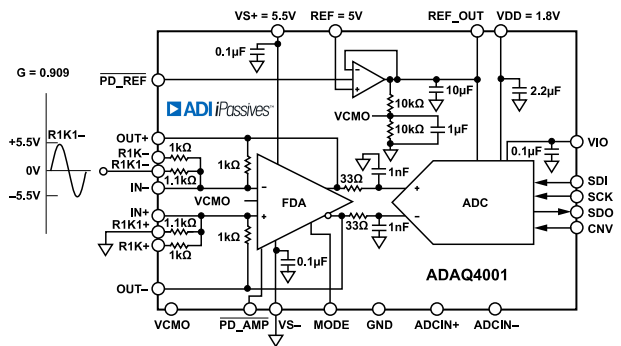 VS+ = 5.5V
REF = 5V
REF_OUT
VDD = 1.8V
0.1µF
G = 0.909
PD_REF
ADI iPassives™
10kΩ
10µF
2.2µF
VCMO
10kΩ
1µF
R1K1–
+5.5V
0V
–5.5V
OUT+
1kΩ
R1K–
R1K1–
1.1kΩ
IN–
1kΩ
VCMO
33Ω
1nF
0.1µF
VIO
FDA
ADC
SDI
SCK
SDO
CNV
IN+
R1K1+
1.1kΩ
R1K+
1kΩ
1kΩ
33Ω
1nF
0.1µF
OUT–
ADAQ4001
VCMO
PD_AMP
VS–
MODE
GND
ADCIN+
ADCIN–